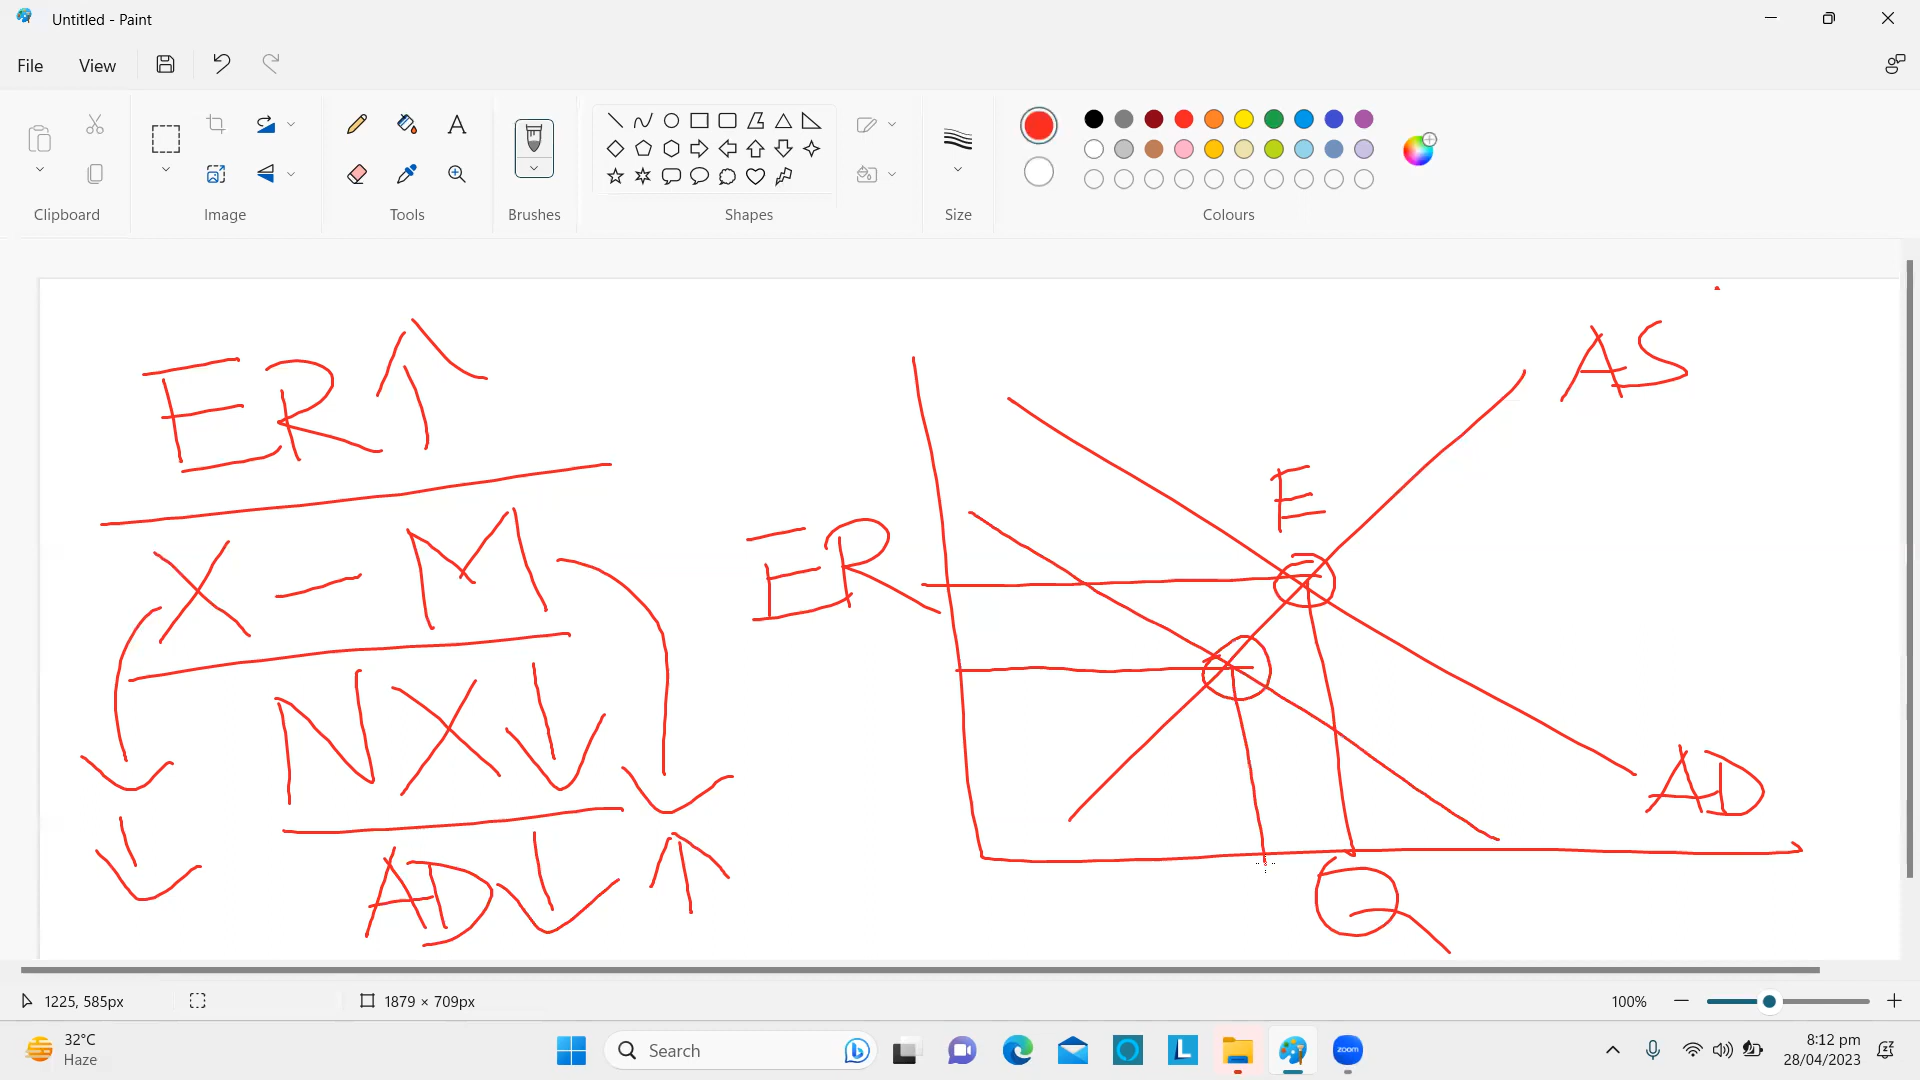 Untitled - Paint
File View
Clipboard Image Tools Brushes Shapes Size Colours
ER↑
X - M
NX↓
AD↓
↓
↑
AS
E
ER
AD
Q
1225, 585px 1879 × 709px 100%
32°C
Haze
Search
zoom
8:12 pm
28/04/2023